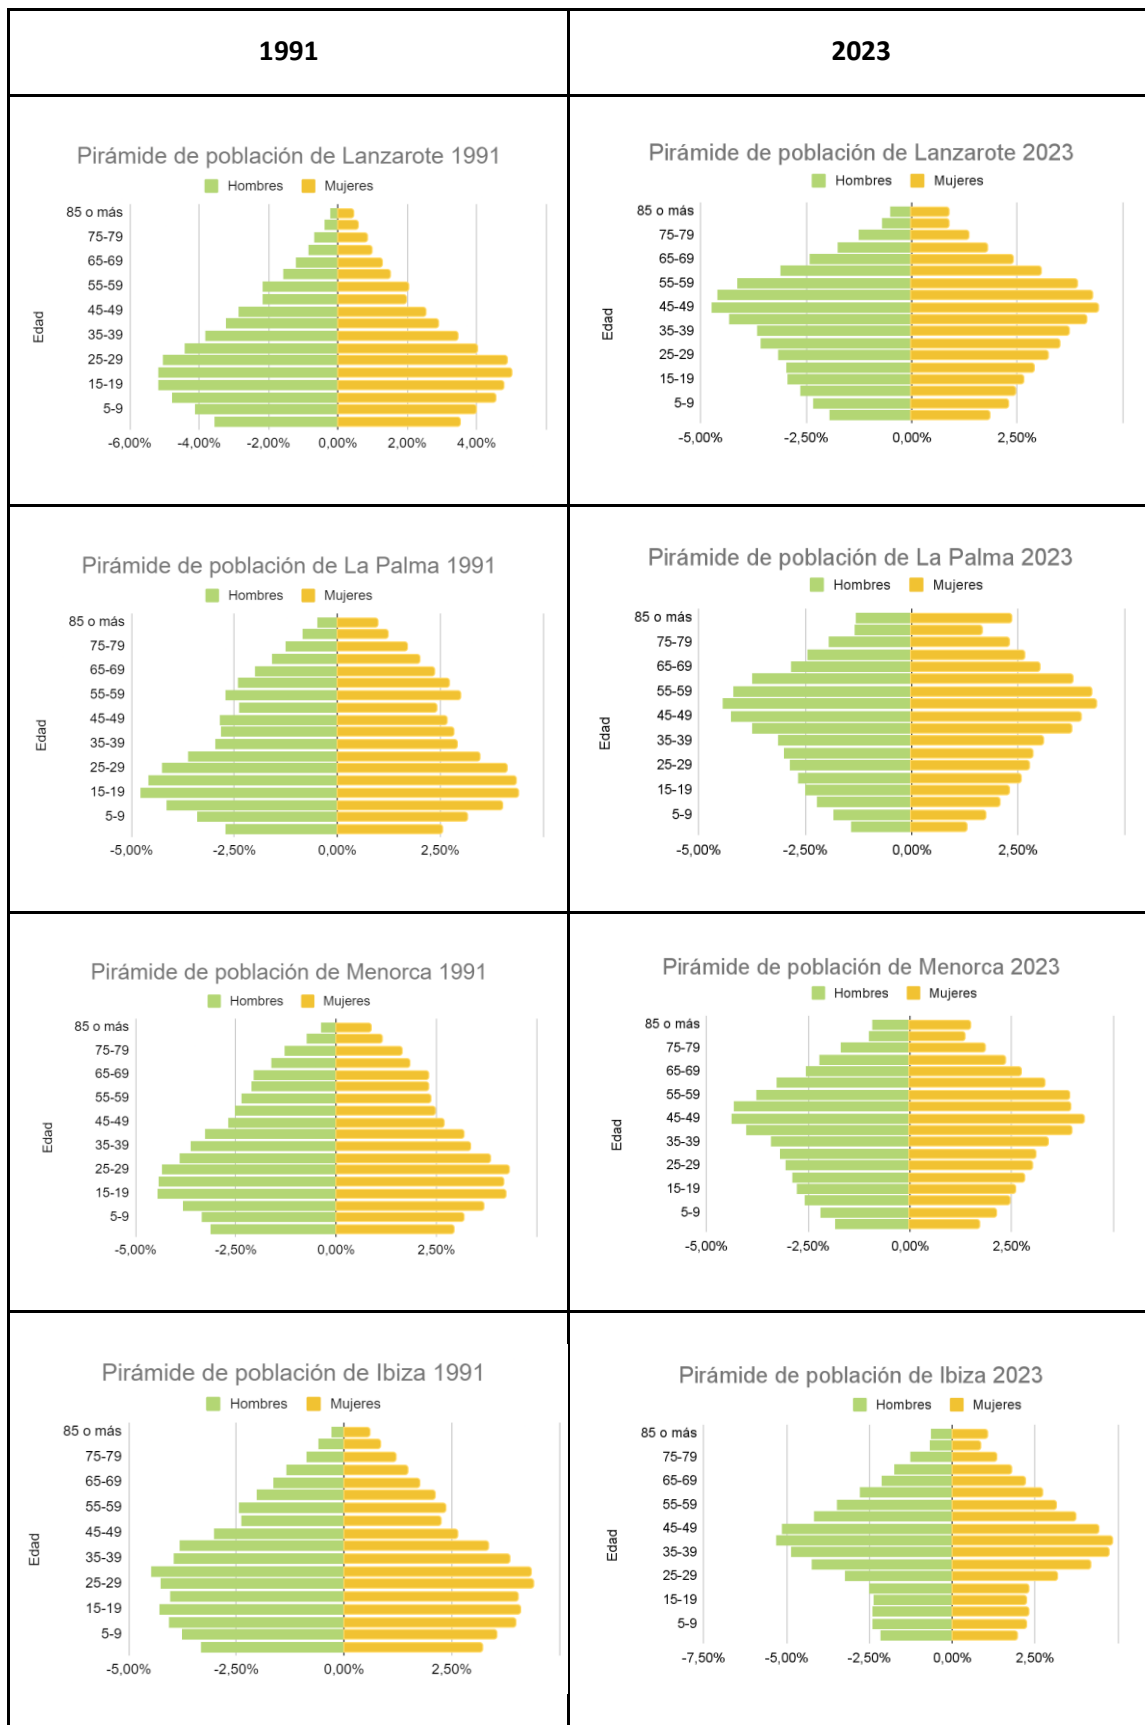 1991
2023
Pirámide de población de Lanzarote 1991
Hombres Mujeres
Edad
85 o más
75-79
65-69
55-59
45-49
35-39
25-29
15-19
5-9
-6,00% -4,00% -2,00% 0,00% 2,00% 4,00%
Pirámide de población de Lanzarote 2023
Hombres Mujeres
Edad
85 o más
75-79
65-69
55-59
45-49
35-39
25-29
15-19
5-9
-5,00% -2,50% 0,00% 2,50%
Pirámide de población de La Palma 1991
Hombres Mujeres
Edad
85 o más
75-79
65-69
55-59
45-49
35-39
25-29
15-19
5-9
-5,00% -2,50% 0,00% 2,50%
Pirámide de población de La Palma 2023
Hombres Mujeres
Edad
85 o más
75-79
65-69
55-59
45-49
35-39
25-29
15-19
5-9
-5,00% -2,50% 0,00% 2,50%
Pirámide de población de Menorca 1991
Hombres Mujeres
Edad
85 o más
75-79
65-69
55-59
45-49
35-39
25-29
15-19
5-9
-5,00% -2,50% 0,00% 2,50%
Pirámide de población de Menorca 2023
Hombres Mujeres
Edad
85 o más
75-79
65-69
55-59
45-49
35-39
25-29
15-19
5-9
-5,00% -2,50% 0,00% 2,50%
Pirámide de población de Ibiza 1991
Hombres Mujeres
Edad
85 o más
75-79
65-69
55-59
45-49
35-39
25-29
15-19
5-9
-5,00% -2,50% 0,00% 2,50%
Pirámide de población de Ibiza 2023
Hombres Mujeres
Edad
85 o más
75-79
65-69
55-59
45-49
35-39
25-29
15-19
5-9
-7,50% -5,00% -2,50% 0,00% 2,50%